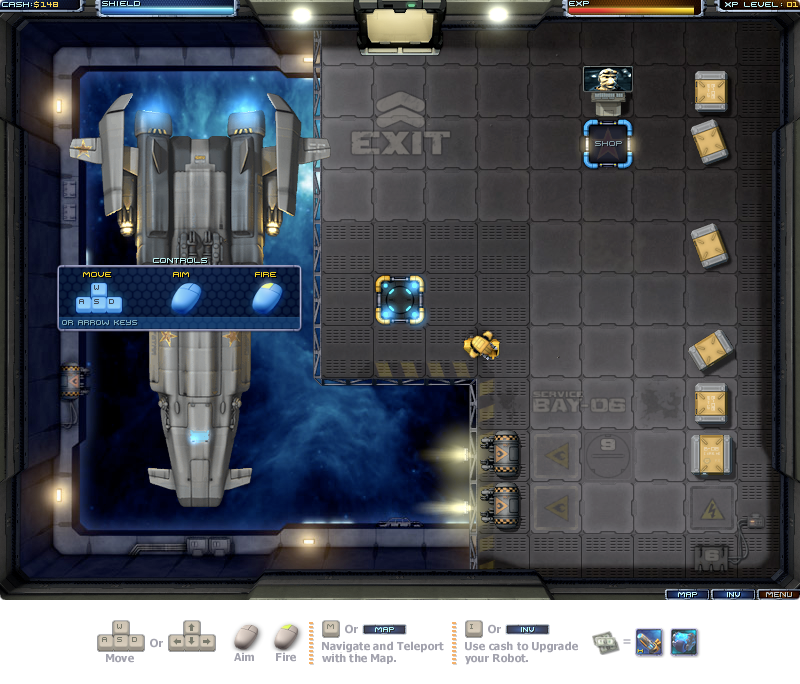 CASH:$148
SHIELD
EXP
XP LEVEL: 01
EXIT
SHOP
CONTROLS
MOVE AIM FIRE
W
A S D
OR ARROW KEYS
SERVICE
BAY-06
9
6
MAP INV MENU
W
A S D
Or
Move
Aim
Fire
M Or MAP
Navigate and Teleport
with the Map.
I Or INV
Use cash to Upgrade
your Robot.
=